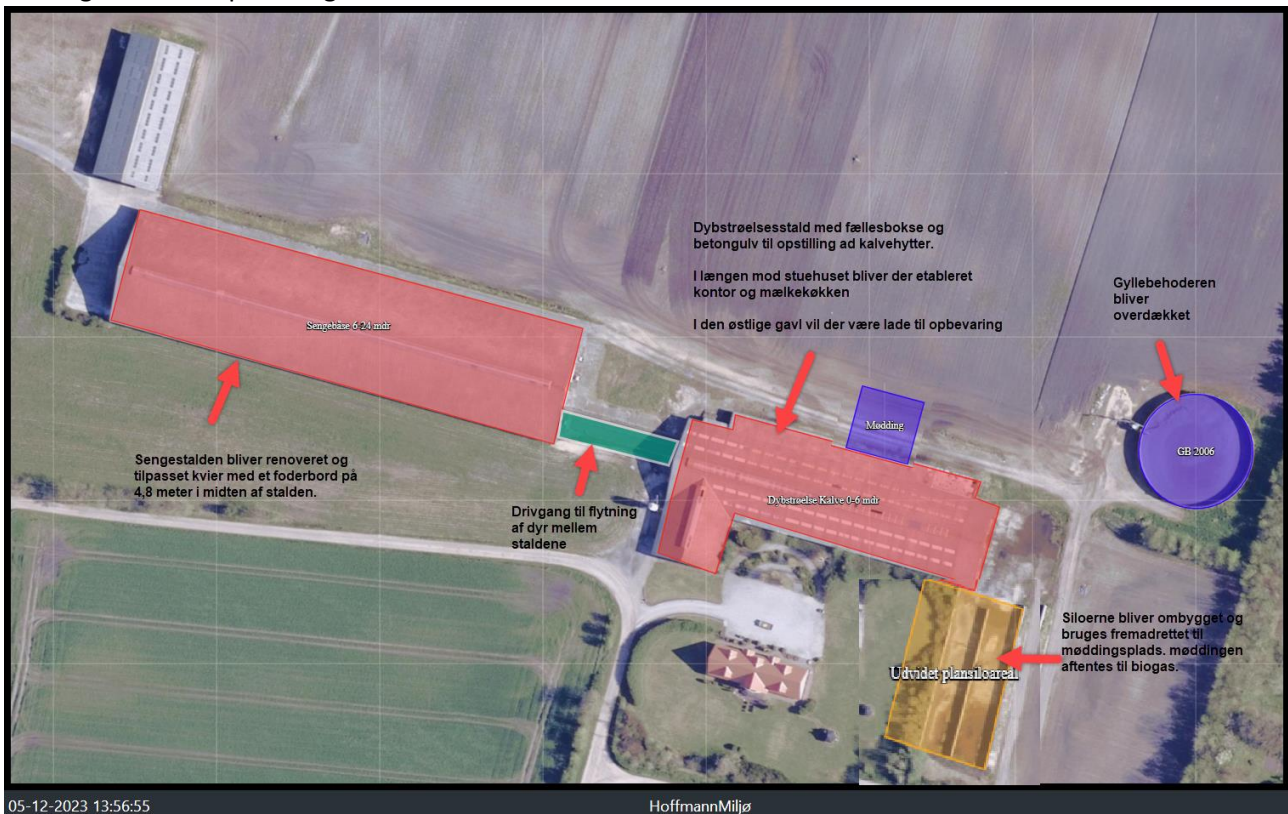 Dybstrøelsesstald med fællesbokse og
betongulv til opstilling ad kalvehytter.
I længen mod stuehuset bliver der etableret
kontor og mælkekøkken
I den østlige gavl vil der være lade til opbevaring
Gyllebehoderen
bliver
overdækket
Sengebåse 6-24 mdr
Mødding
GB 2006
Sengestalden bliver renoveret og
tilpasset kvier med et foderbord på
4,8 meter i midten af stalden.
Drivgang til flytning
af dyr mellem
staldene
Dybstrøelse Kalve 0-6 mdr
Siloerne bliver ombygget og
bruges fremadrettet til
møddingsplads. møddingen
aftentes til biogas.
Udvidet plansiloareal
05-12-2023 13:56:55
HoffmannMiljø